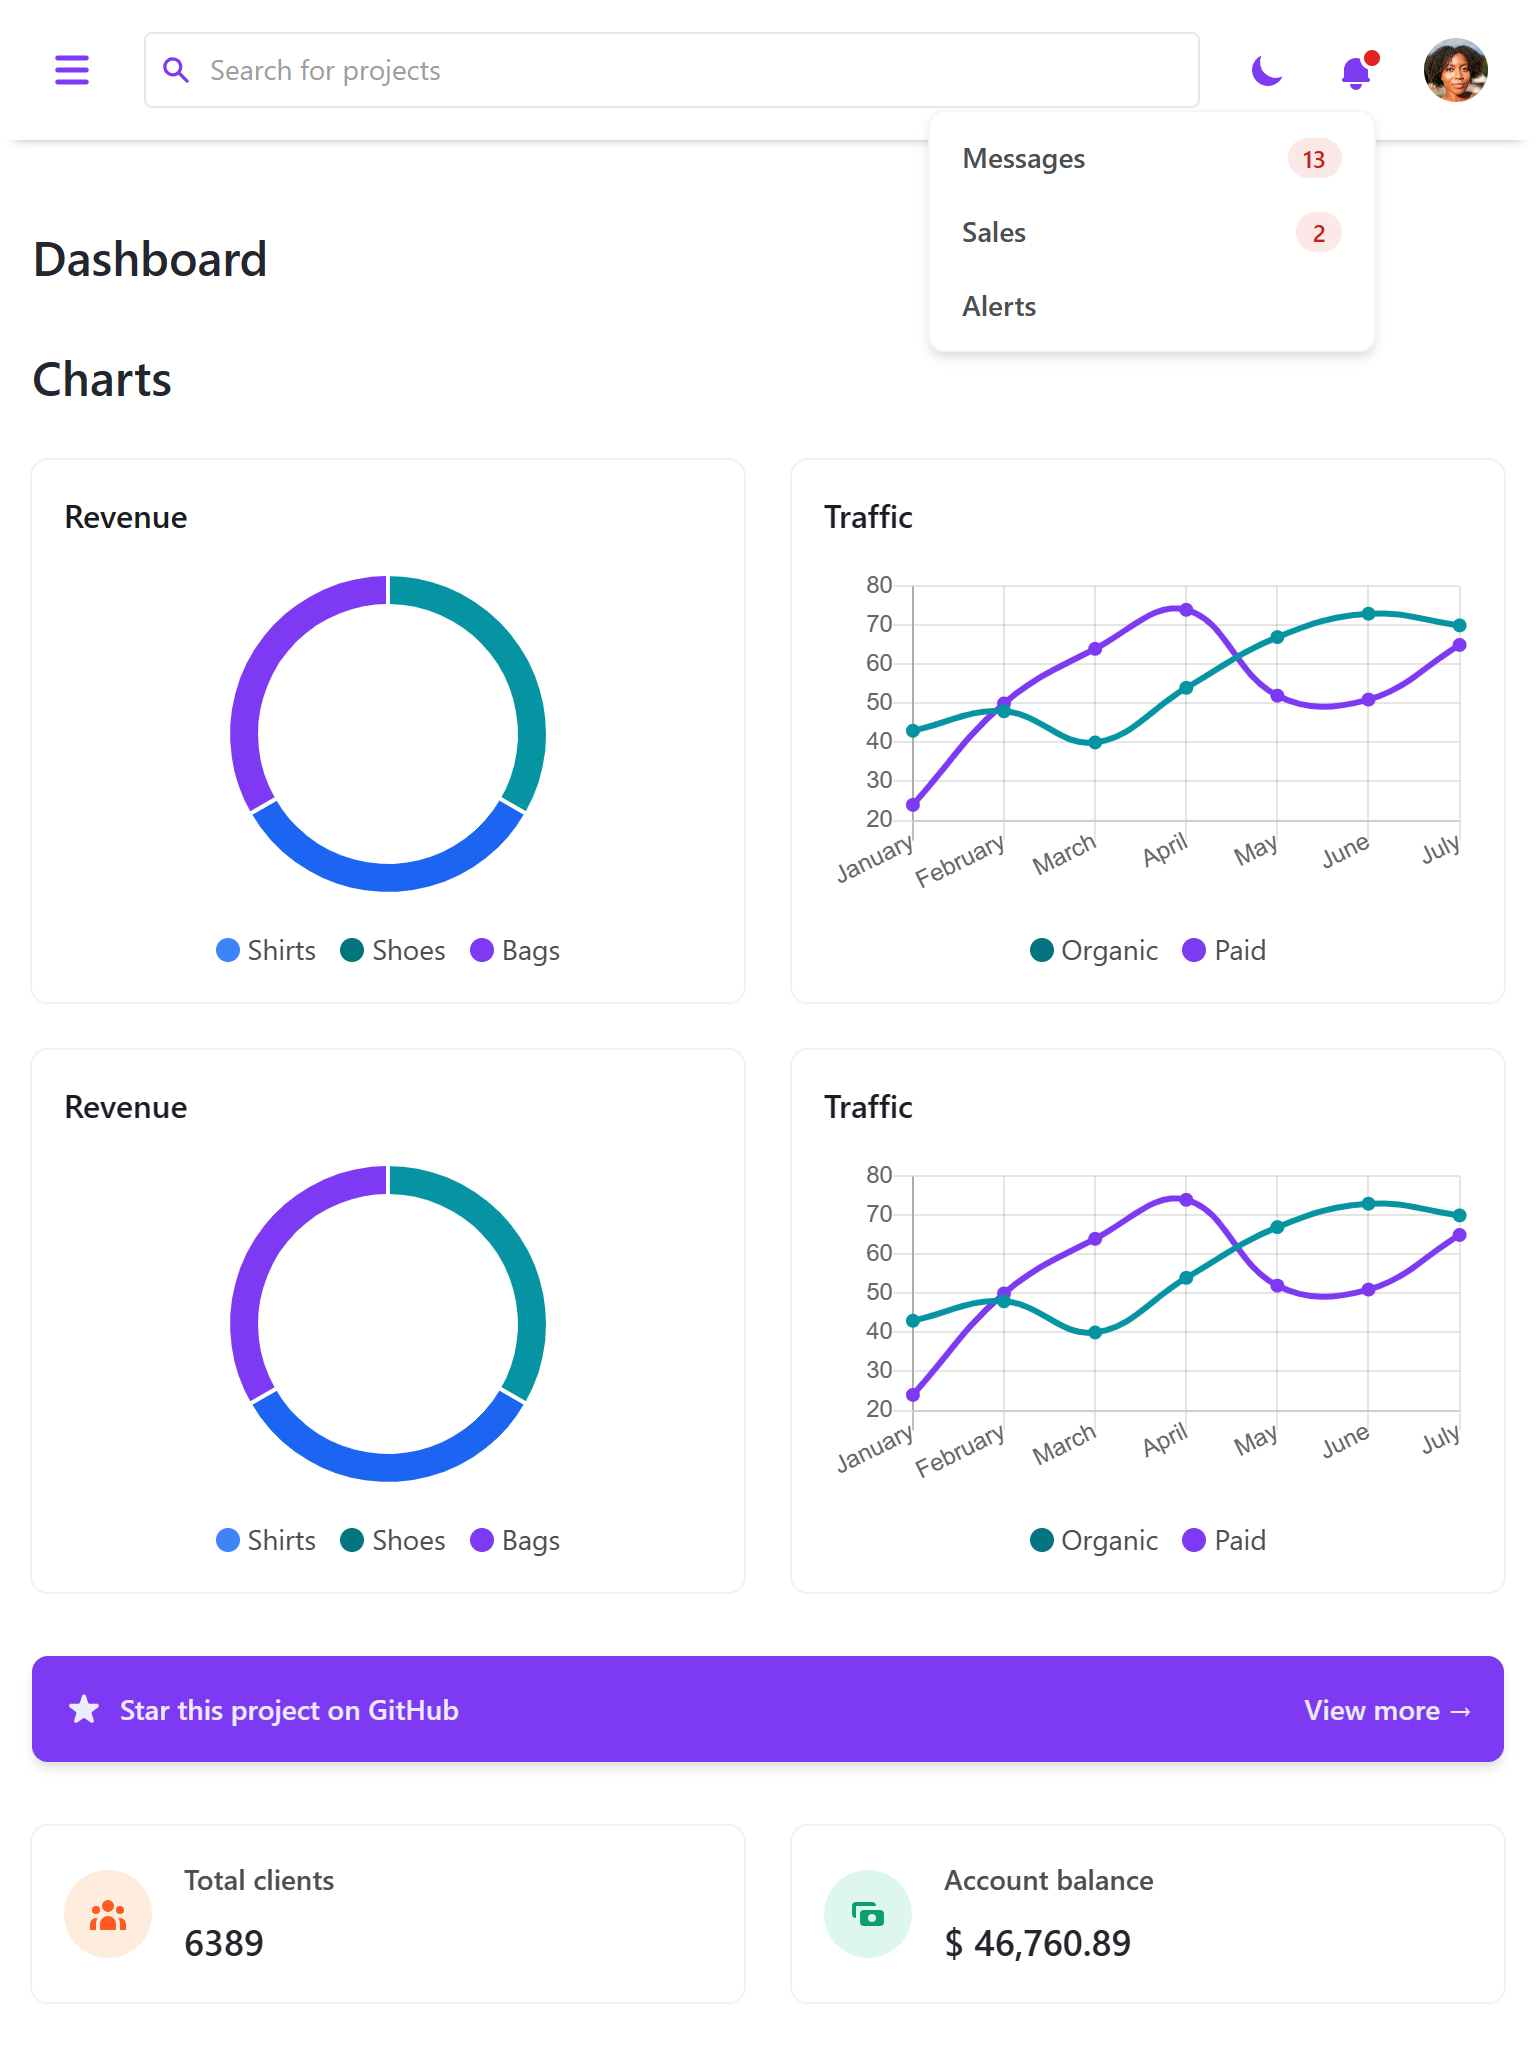 Search for projects
Messages 13
Sales 2
Alerts
Dashboard
Charts
Revenue
Shirts Shoes Bags
Traffic
80
70
60
50
40
30
20
January February March April May June July
Organic Paid
Revenue
Shirts Shoes Bags
Traffic
80
70
60
50
40
30
20
January February March April May June July
Organic Paid
Star this project on GitHub
View more →
Total clients
6389
Account balance
$ 46,760.89